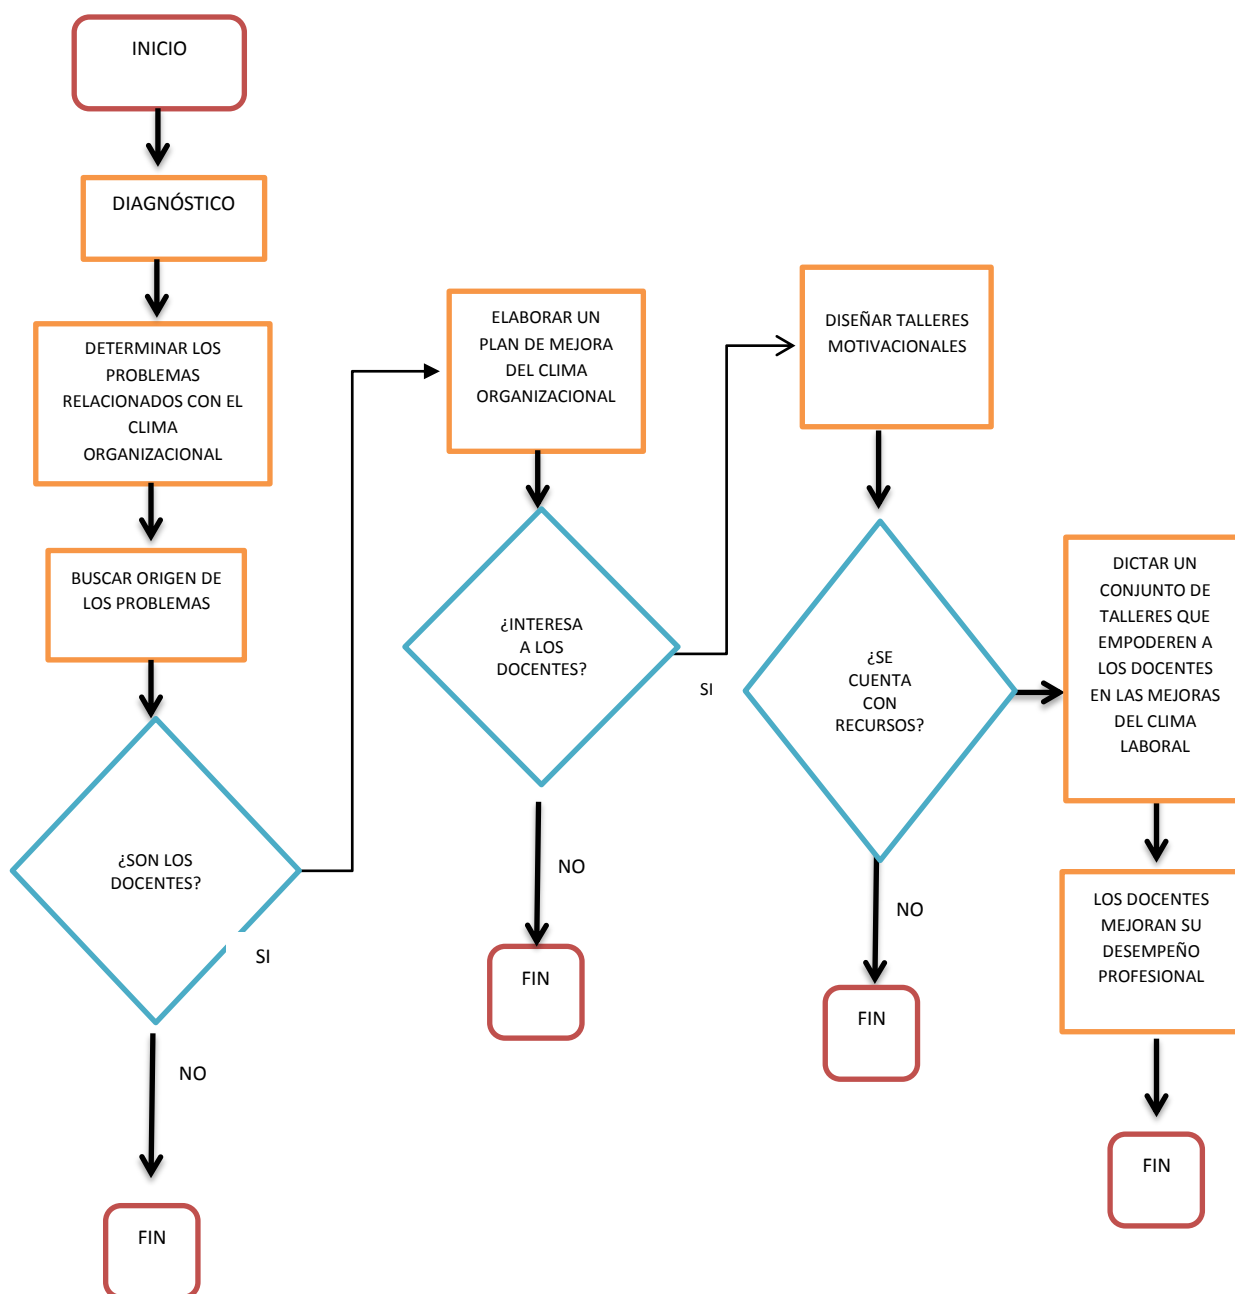 INICIO
DIAGNÓSTICO
DETERMINAR LOS
PROBLEMAS
RELACIONADOS CON EL
CLIMA
ORGANIZACIONAL
BUSCAR ORIGEN DE
LOS PROBLEMAS
¿SON LOS
DOCENTES?
SI
NO
FIN
ELABORAR UN
PLAN DE MEJORA
DEL CLIMA
ORGANIZACIONAL
¿INTERESA
A LOS
DOCENTES?
SI
NO
FIN
DISEÑAR TALLERES
MOTIVACIONALES
¿SE
CUENTA
CON
RECURSOS?
NO
FIN
DICTAR UN
CONJUNTO DE
TALLERES QUE
EMPODEREN A
LOS DOCENTES
EN LAS MEJORAS
DEL CLIMA
LABORAL
LOS DOCENTES
MEJORAN SU
DESEMPEÑO
PROFESIONAL
FIN